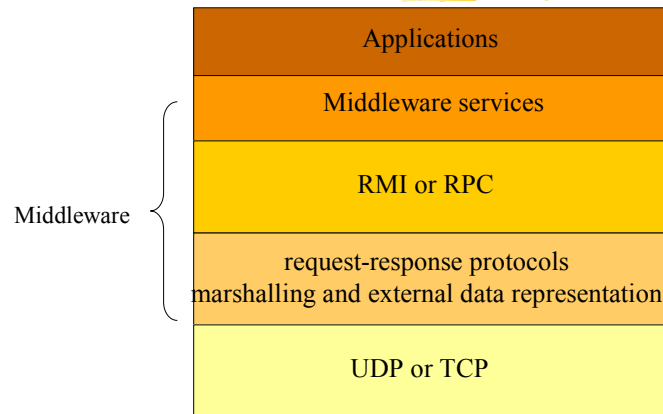 Applications
Middleware services
RMI or RPC
Middleware
request-response protocols
marshalling and external data representation
UDP or TCP